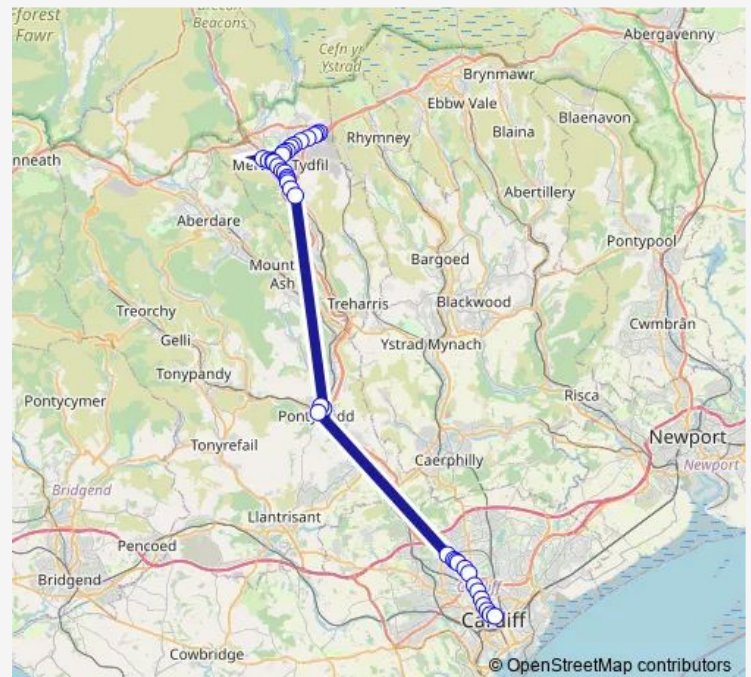 forest
Fawr
Brecon
Beacons
Cefn yr
Ystrad
Abergavenny
Brynmawr
Ebbw Vale
Rhymney
Blaina
Blaenavon
nneath
Tydfil
Abertillery
Aberdare
Pontypool
Mount
Ash
Bargoed
Treorchy
Treharris
Blackwood
Cwmbrân
Gelli
Ystrad Mynach
Tonypandy
Pontycymer
Risca
Tonyrefail
Newport
Newport
Caerphilly
Bridgend
Llantrisant
Pencoed
Bridgend
Cardiff
Cowbridge
© OpenStreetMap contributors